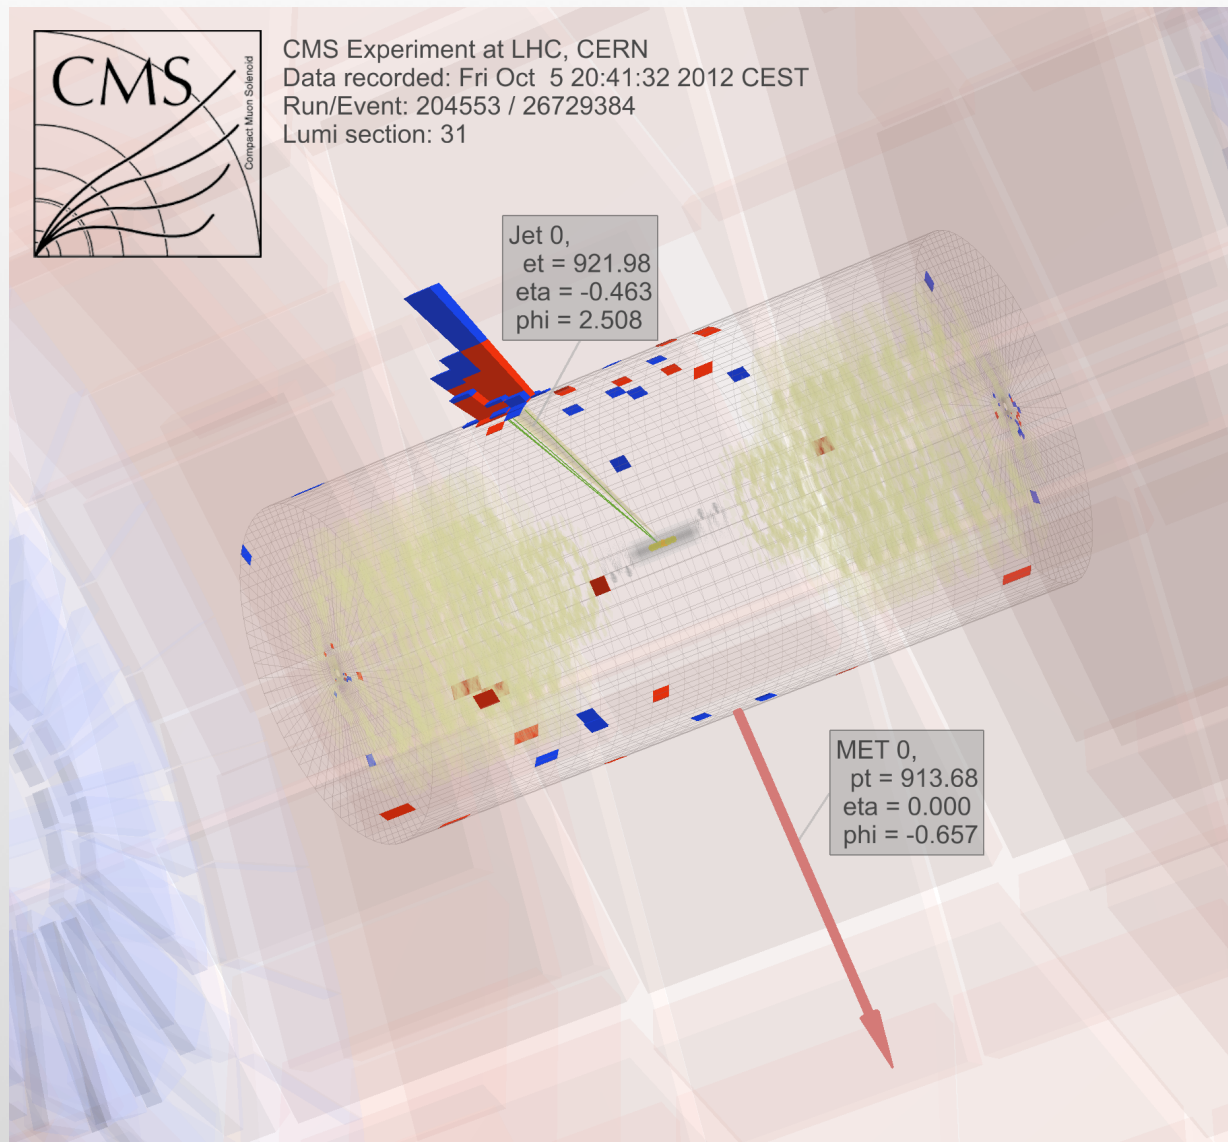 CMS
Compact Muon Solenoid
CMS Experiment at LHC, CERN
Data recorded: Fri Oct  5 20:41:32 2012 CEST
Run/Event: 204553 / 26729384
Lumi section: 31
Jet 0,
et = 921.98
eta = -0.463
phi = 2.508
MET 0,
pt = 913.68
eta = 0.000
phi = -0.657